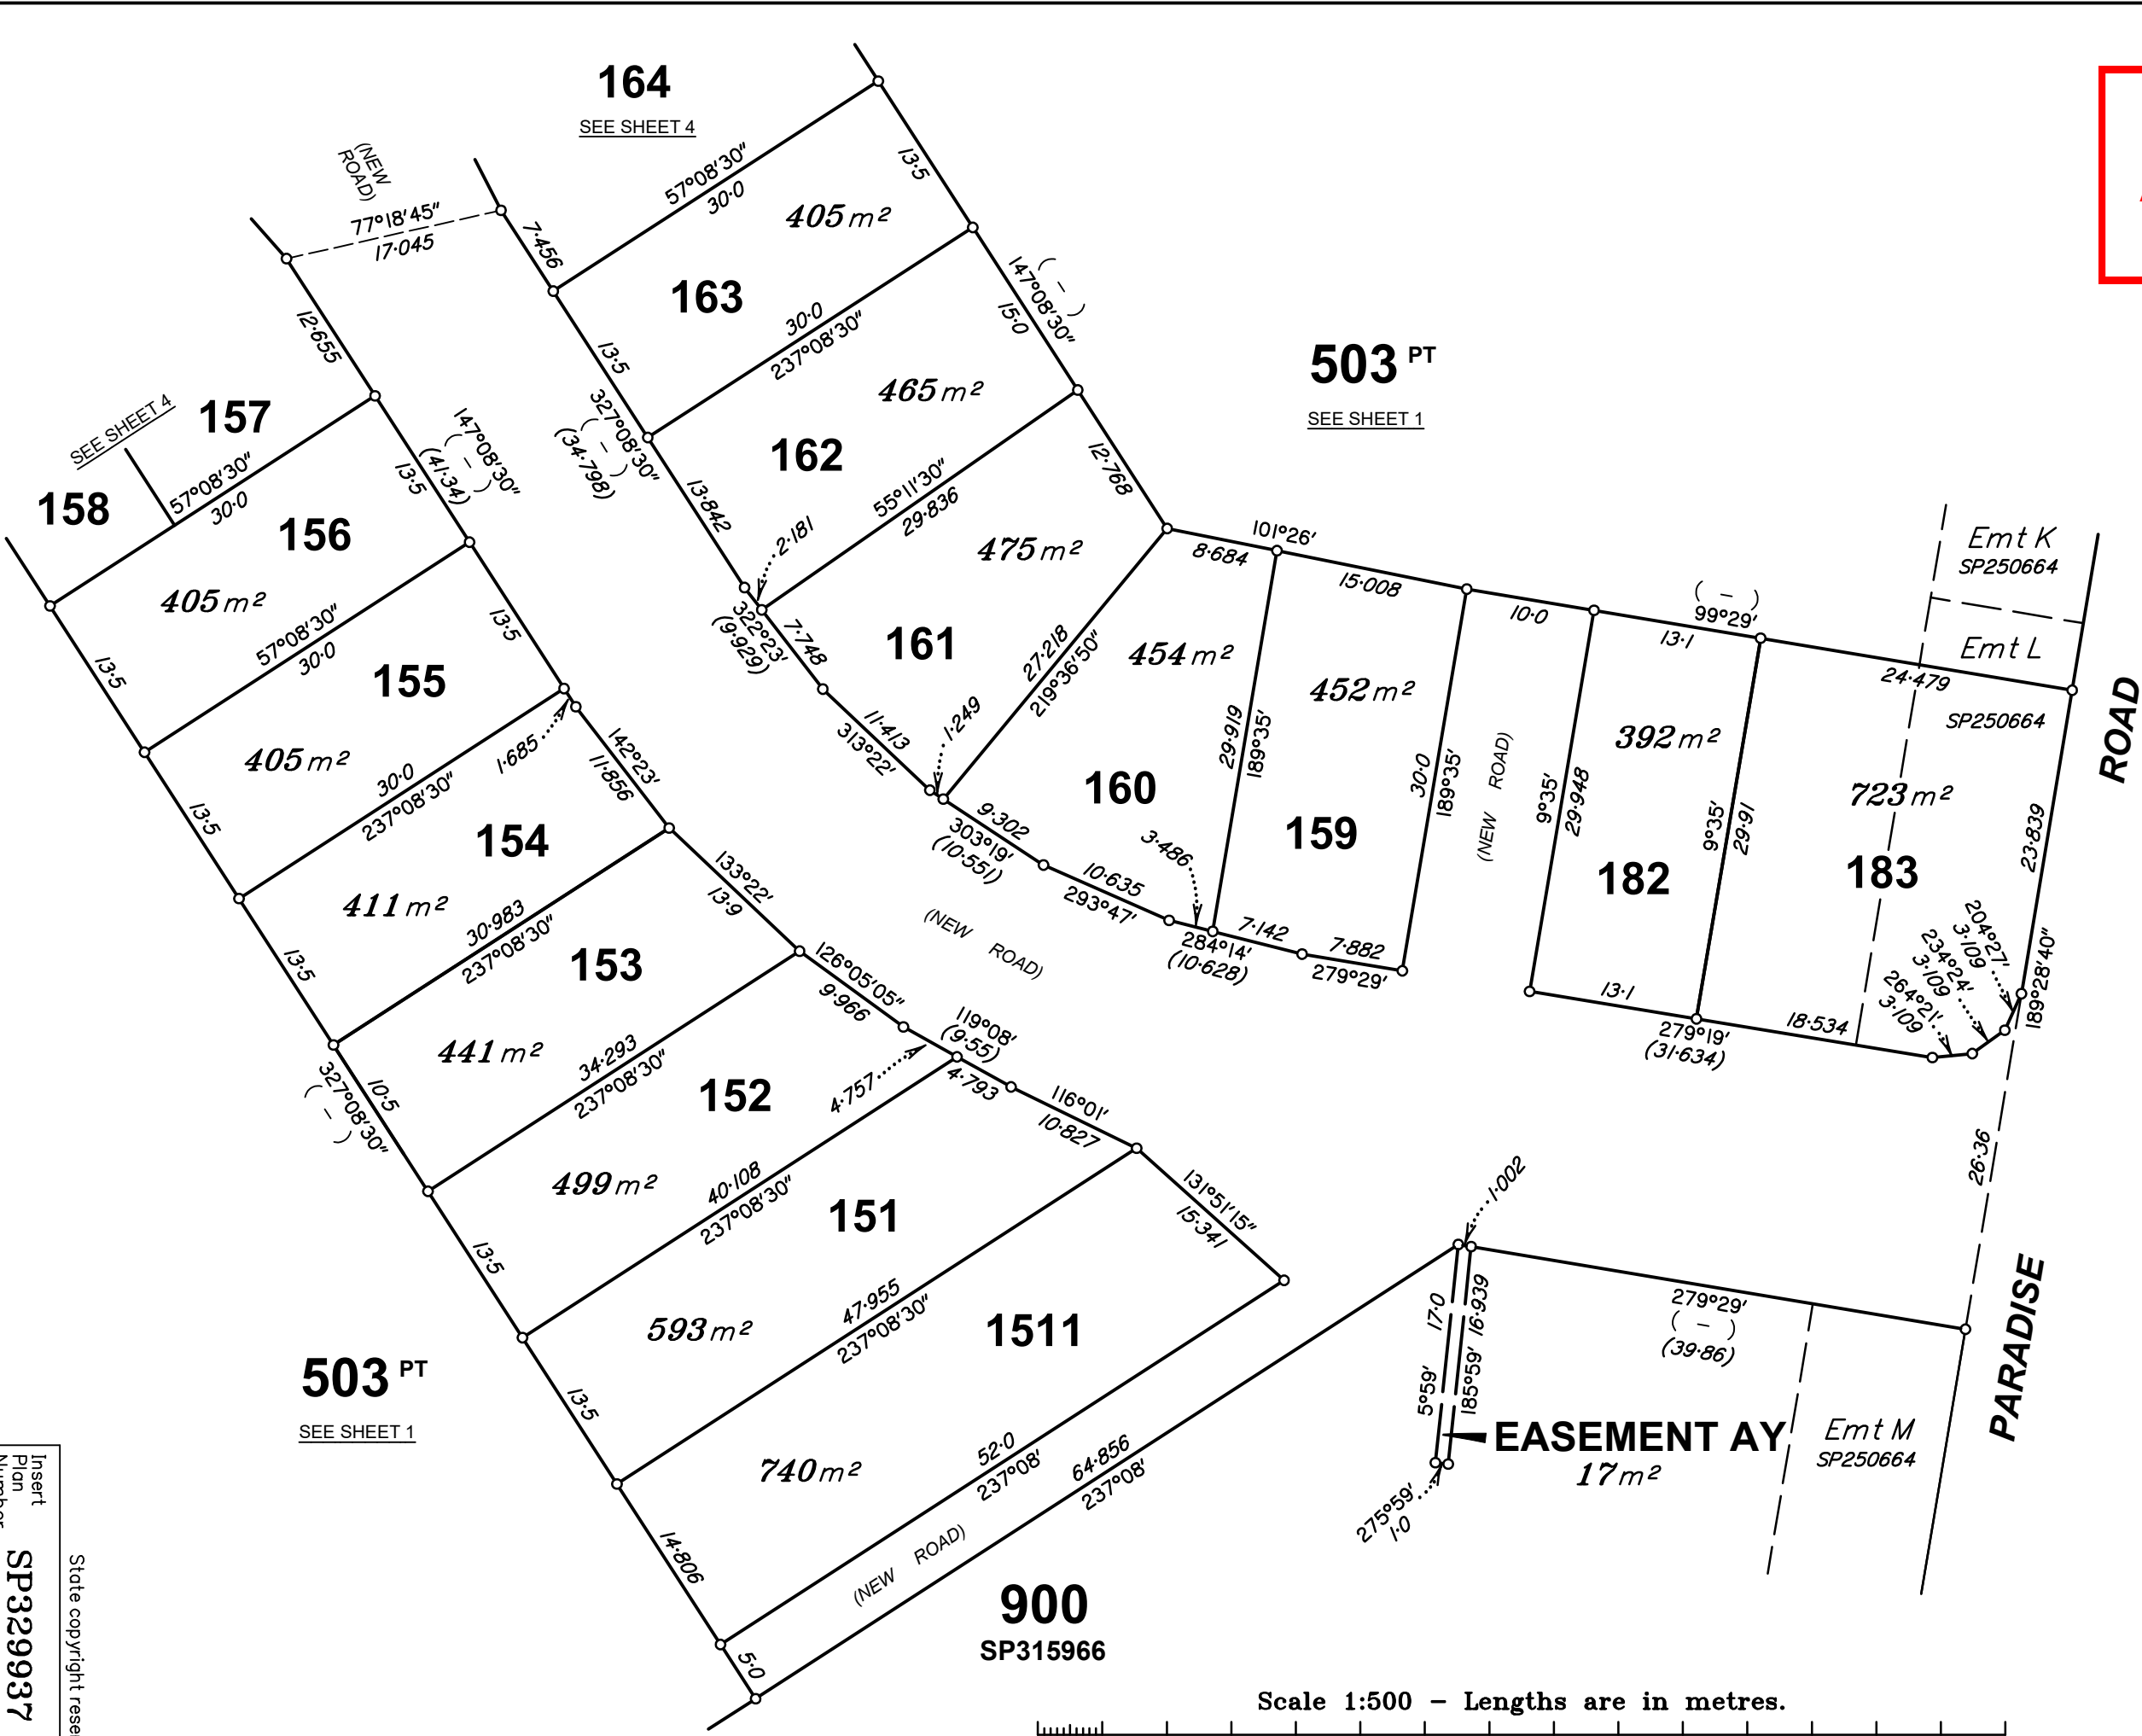 164
SEE SHEET 4
(NEW
ROAD)
77°18′45″
17·045
7·456
57°08′30″
30·0
13·5
405 m²
163
12·655
13·5
30·0
237°08′30″
15·0
147°08′30″
( – )
503 PT
SEE SHEET 1
465 m²
162
SEE SHEET 4
157
158
57°08′30″
30·0
156
405 m²
13·5
147°08′30″
( – )
(41·34)
327°08′30″
( – )
(34·798)
13·842
2·181
55°11′30″
29·836
12·768
475 m²
161
322°23′
(9·929)
7·748
11·413
313°22′
1·249
27·218
219°36′50″
101°26′
8·684
15·008
10·0
( – )
99°29′
13·1
24·479
Emt K
SP250664
Emt L
SP250664
ROAD
454 m²
160
452 m²
159
29·919
189°35′
30·0
189°35′
(NEW ROAD)
9°35′
29·948
392 m²
182
9°35′
29·91
723 m²
183
23·839
204°27′
3·109
234°24′
3·109
264°21′
3·109
189°28′40″
13·1
279°19′
(31·634)
18·534
26·36
9·302
303°19′
(10·551)
10·635
293°47′
3·486
284°14′
(10·628)
7·142
7·882
279°29′
13·5
57°08′30″
30·0
155
405 m²
13·5
1·685
142°23′
11·856
13·5
30·0
237°08′30″
154
411 m²
133°22′
13·9
(NEW ROAD)
13·5
30·983
237°08′30″
153
441 m²
126°05′05″
9·966
119°08′
(9·55)
4·757
4·793
327°08′30″
( – )
10·5
34·293
237°08′30″
152
499 m²
116°01′
10·827
13·5
40·108
237°08′30″
151
593 m²
131°51′15″
15·341
13·5
47·955
237°08′30″
1511
740 m²
503 PT
SEE SHEET 1
14·806
52·0
237°08′
64·856
237°08′
(NEW ROAD)
5·0
1·002
17·0
5°59′
16·939
185°59′
275°59′
1·0
279°29′
( – )
(39·86)
EASEMENT AY
17 m²
Emt M
SP250664
PARADISE
900
SP315966
Insert
Plan
SP329937
State copyright
Scale 1:500 – Lengths are in metres.